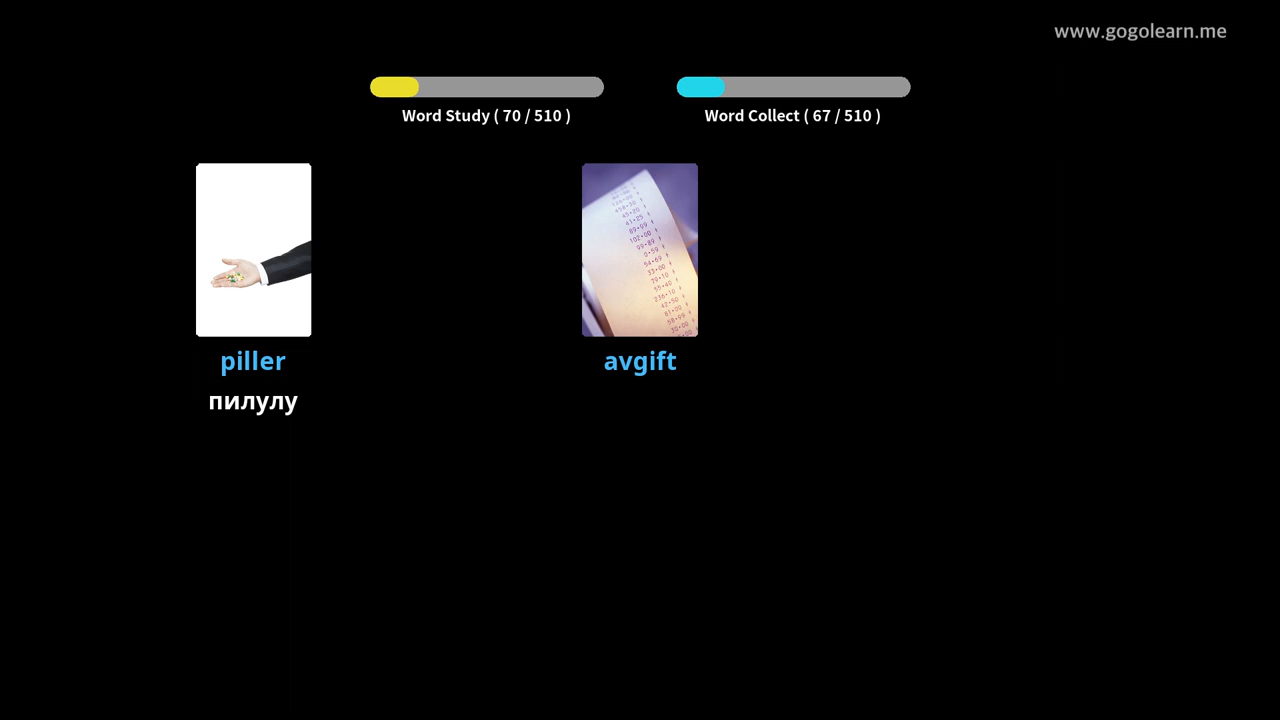 www.gogolearn.me
Word Study ( 70 / 510 )
Word Collect ( 67 / 510 )
piller
avgift
пилулу